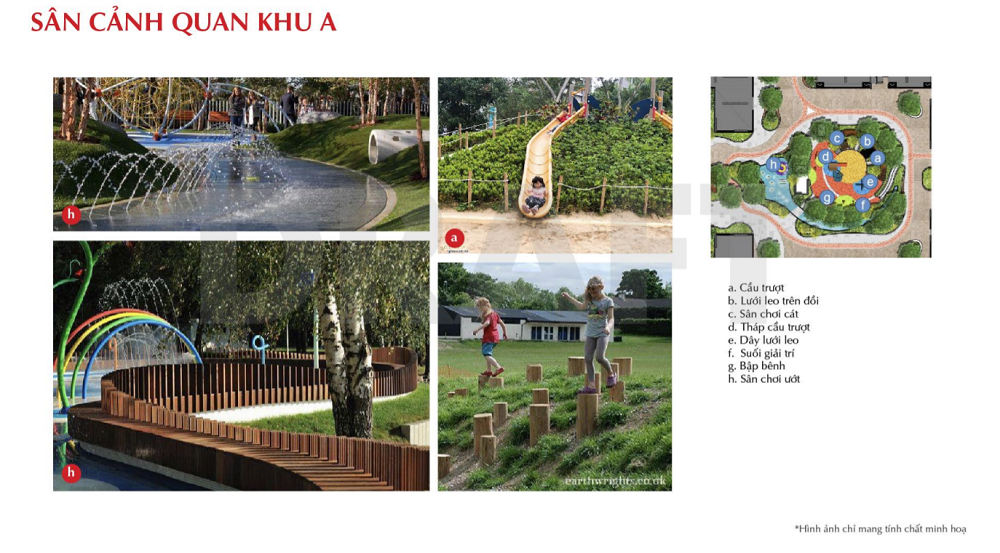 SÂN CẢNH QUAN KHU A
h
a
h
earthwrights.co.uk
DRAFT
c
b
a
h
d
e
g
f
a. Cầu trượt
b. Lưới leo trên đồi
c. Sân chơi cát
d. Tháp cầu trượt
e. Dây lưới leo
f. Suối giải trí
g. Bập bênh
h. Sân chơi ướt
*Hình ảnh chỉ mang tính chất minh hoạ